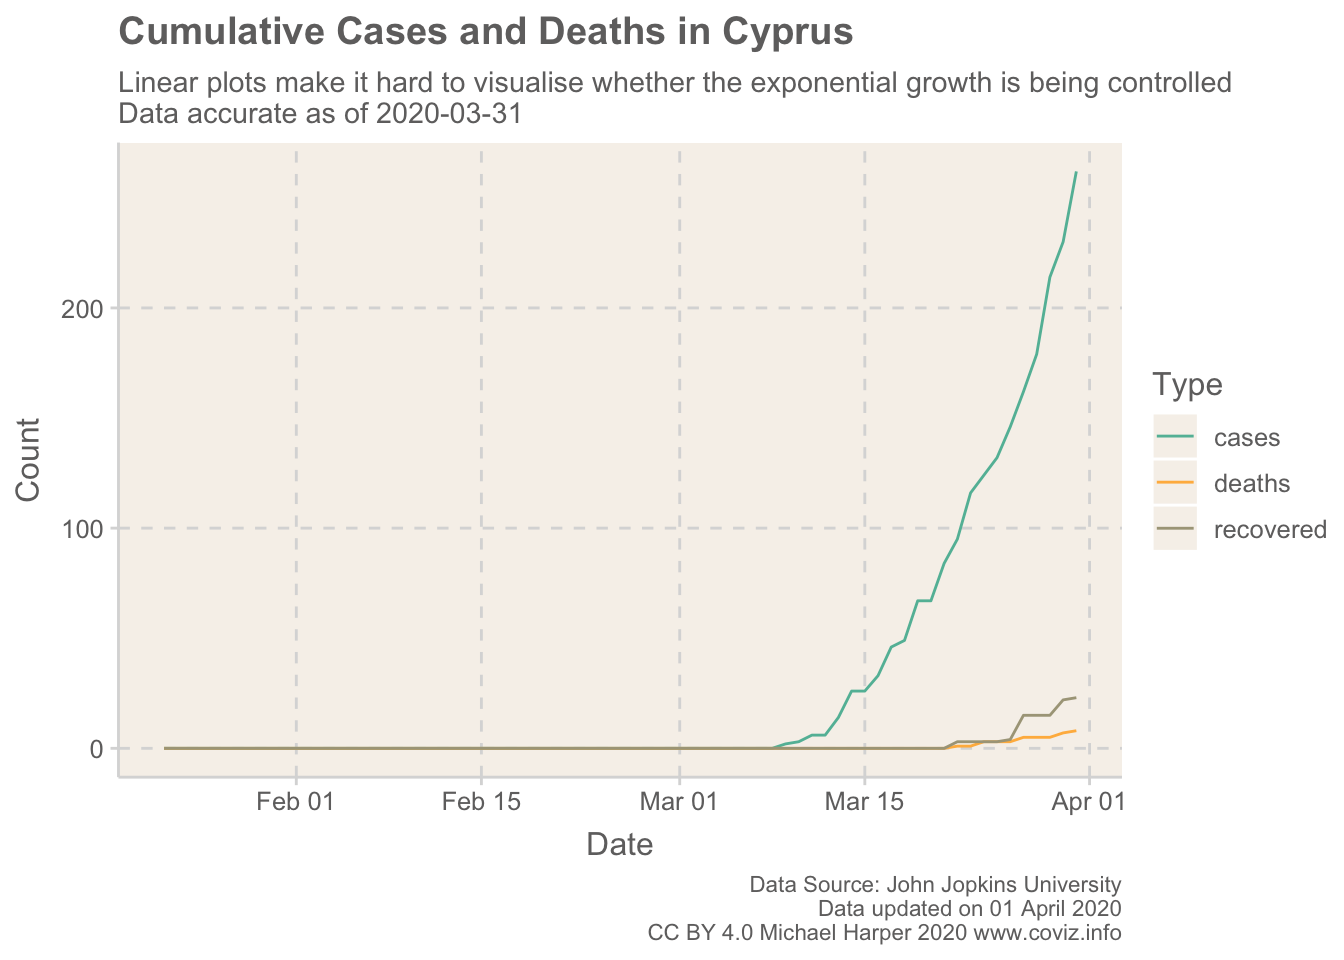 Cumulative Cases and Deaths in Cyprus
Linear plots make it hard to visualise whether the exponential growth is being controlled
Data accurate as of 2020-03-31
200
100
0
Count
Feb 01
Feb 15
Mar 01
Mar 15
Apr 01
Date
Type
cases
deaths
recovered
Data Source: John Jopkins University
Data updated on 01 April 2020
CC BY 4.0 Michael Harper 2020 www.coviz.info